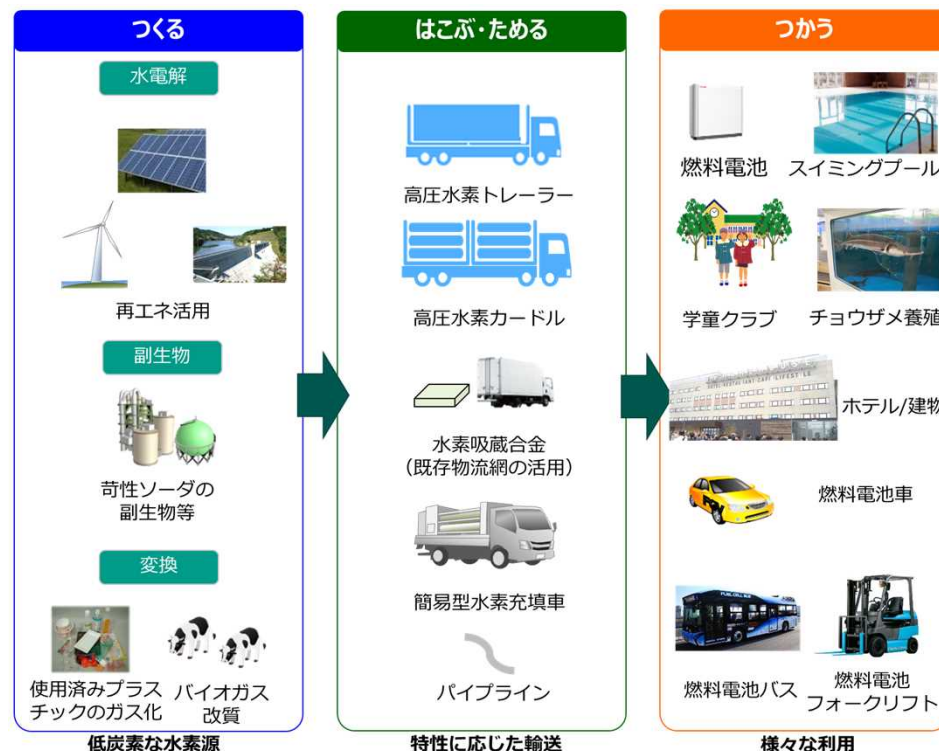 つくる
水電解
再エネ活用
副生物
苛性ソーダの
副生物等
変換
使用済みプラス
チックのガス化
バイオガス
改質
低炭素な水素源
はこぶ・ためる
高圧水素トレーラー
高圧水素カードル
水素吸蔵合金
（既存物流網の活用）
簡易型水素充填車
パイプライン
特性に応じた輸送
つかう
燃料電池
スイミングプール
学童クラブ
チョウザメ養殖
ホテル/建物
燃料電池車
FUEL CELL BUS
燃料電池バス
燃料電池
フォークリフト
様々な利用